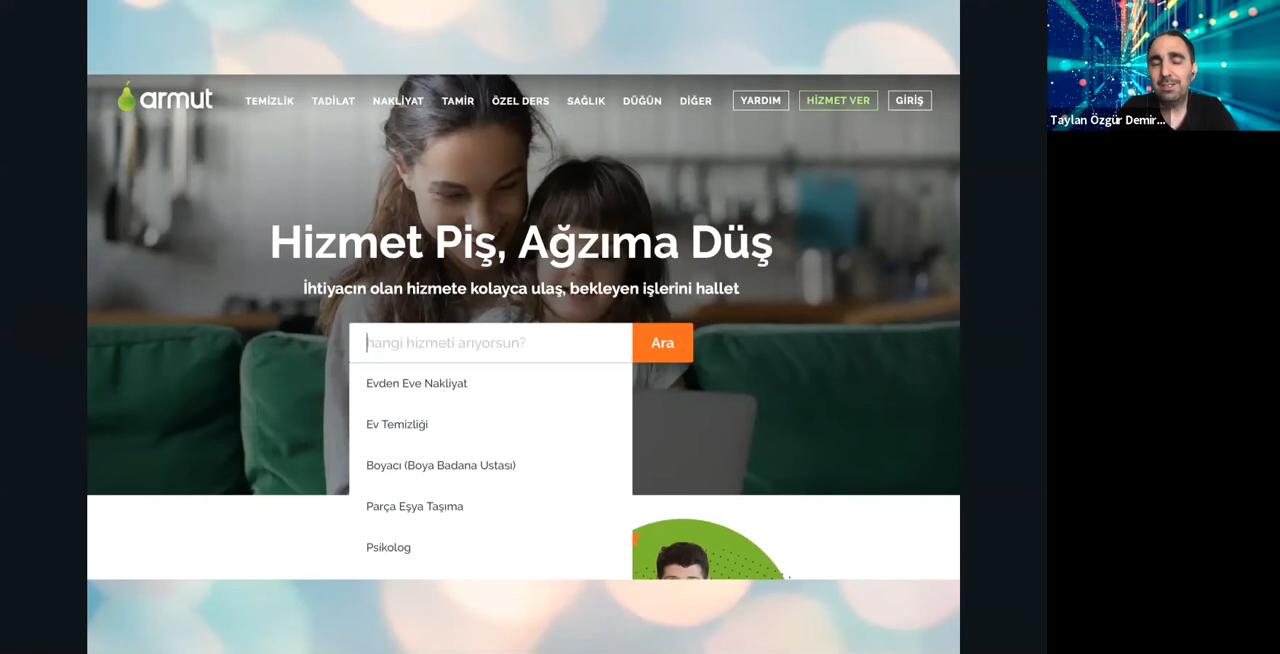 armut
TEMİZLİK TADİLAT NAKLİYAT TAMİR ÖZEL DERS SAĞLIK DÜĞÜN DİĞER YARDIM HİZMET VER GİRİŞ
Taylan Özgür Demir...
Hizmet Piş, Ağzıma Düş
İhtiyacın olan hizmete kolayca ulaş, bekleyen işlerini hallet
hangi hizmeti arıyorsun? Ara
Evden Eve Nakliyat
Ev Temizliği
Boyacı (Boya Badana Ustası)
Parça Eşya Taşıma
Psikolog